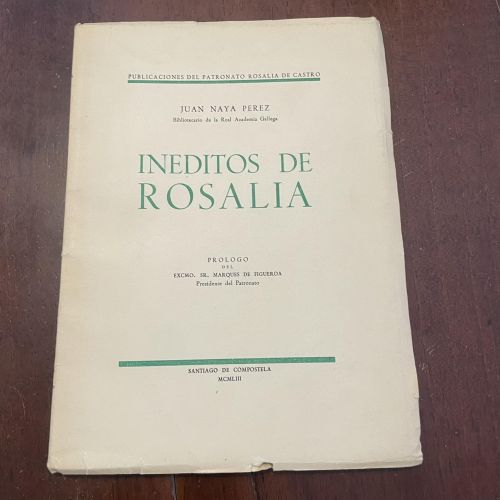 PUBLICACIONES DEL PATRONATO ROSALIA DE CASTRO
JUAN NAYA PEREZ
Bibliotecario de la Real Academia Gallega
INEDITOS DE
ROSALIA
PROLOGO
DEL
EXCMO. SR. MARQUES DE FIGUEROA
Presidente del Patronato
SANTIAGO DE COMPOSTELA
MCMLIII